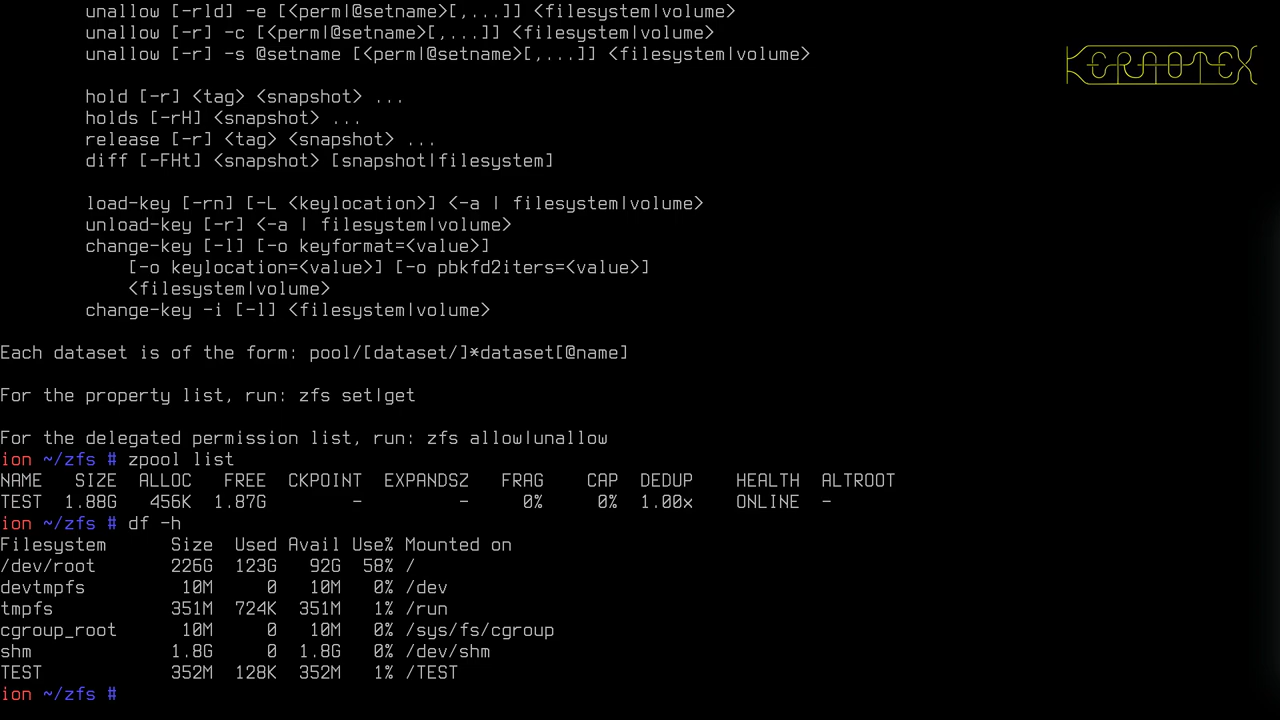 unallow [-rld] -e [<perm|@setname>[,...]] <filesystem|volume>
unallow [-r] -c [<perm|@setname>[,...]] <filesystem|volume>
unallow [-r] -s @setname [<perm|@setname>[,...]] <filesystem|volume>
KERNOTEX
hold [-r] <tag> <snapshot> ...
holds [-rH] <snapshot> ...
release [-r] <tag> <snapshot> ...
diff [-FHt] <snapshot> [snapshot|filesystem]
load-key [-rn] [-L <keylocation>] <-a | filesystem|volume>
unload-key [-r] <-a | filesystem|volume>
change-key [-l] [-o keyformat=<value>]
[-o keylocation=<value>] [-o pbkfd2iters=<value>]
<filesystem|volume>
change-key -i [-l] <filesystem|volume>
Each dataset is of the form: pool/[dataset/]*dataset[@name]
For the property list, run: zfs set|get
For the delegated permission list, run: zfs allow|unallow
ion ~/zfs # zpool list
NAME SIZE ALLOC FREE CKPOINT EXPANDSZ FRAG CAP DEDUP HEALTH ALTROOT
TEST 1.88G 456K 1.87G - - 0% 0% 1.00x ONLINE -
ion ~/zfs # df -h
Filesystem Size Used Avail Use% Mounted on
/dev/root 226G 123G 92G 58% /
devtmpfs 10M 0 10M 0% /dev
tmpfs 351M 724K 351M 1% /run
cgroup_root 10M 0 10M 0% /sys/fs/cgroup
shm 1.8G 0 1.8G 0% /dev/shm
TEST 352M 128K 352M 1% /TEST
ion ~/zfs #